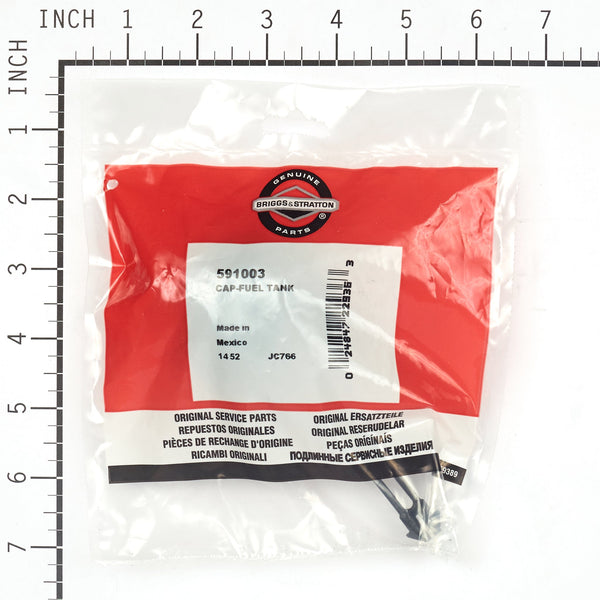 INCH 1 2 3 4 5 6 7
INCH
1
2
3
4
5
6
7
GENUINE
BRIGGS&STRATTON
®
PARTS
591003
CAP-FUEL TANK
Made in
Mexico
1452 JC766
0 24847 22936 3
ORIGINAL SERVICE PARTS
REPUESTOS ORIGINALES
PIÈCES DE RECHANGE D'ORIGINE
RICAMBI ORIGINALI
ORIGINAL ERSATZTEILE
ORIGINAL RESERUDELAR
PEÇAS ORIGINAIS
ПОДЛИННЫЕ СЕРВИСНЫЕ ИЗДЕЛИЯ